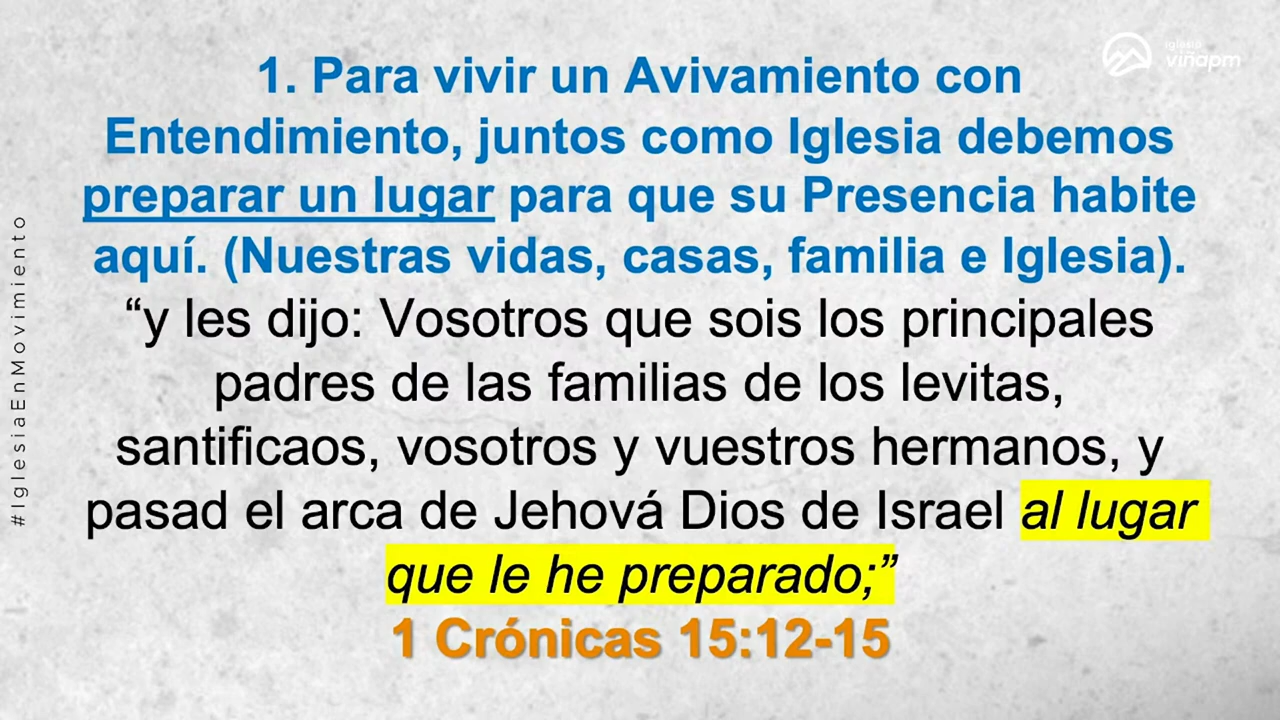 iglesia
viñapm
1. Para vivir un Avivamiento con
Entendimiento, juntos como Iglesia debemos
preparar un lugar para que su Presencia habite
aquí. (Nuestras vidas, casas, familia e Iglesia).
“y les dijo: Vosotros que sois los principales
padres de las familias de los levitas,
santificaos, vosotros y vuestros hermanos, y
pasad el arca de Jehová Dios de Israel al lugar
que le he preparado;”
1 Crónicas 15:12-15
#IglesiaEnMovimiento